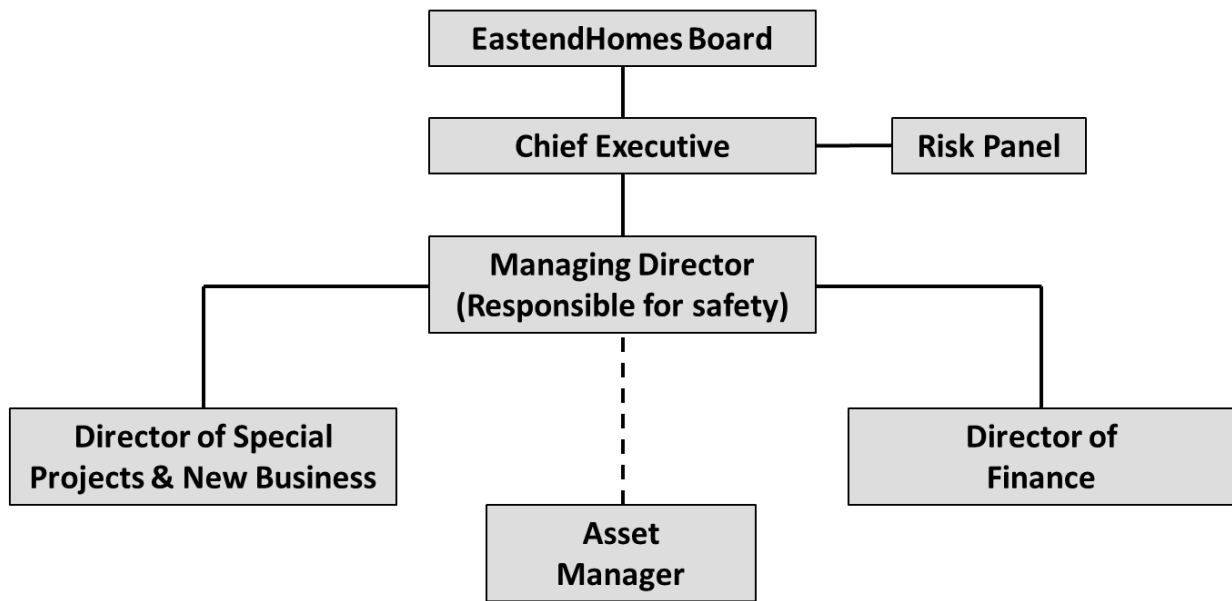 EastendHomes Board
Chief Executive
Risk Panel
Managing Director
(Responsible for safety)
Director of Special
Projects & New Business
Director of
Finance
Asset
Manager